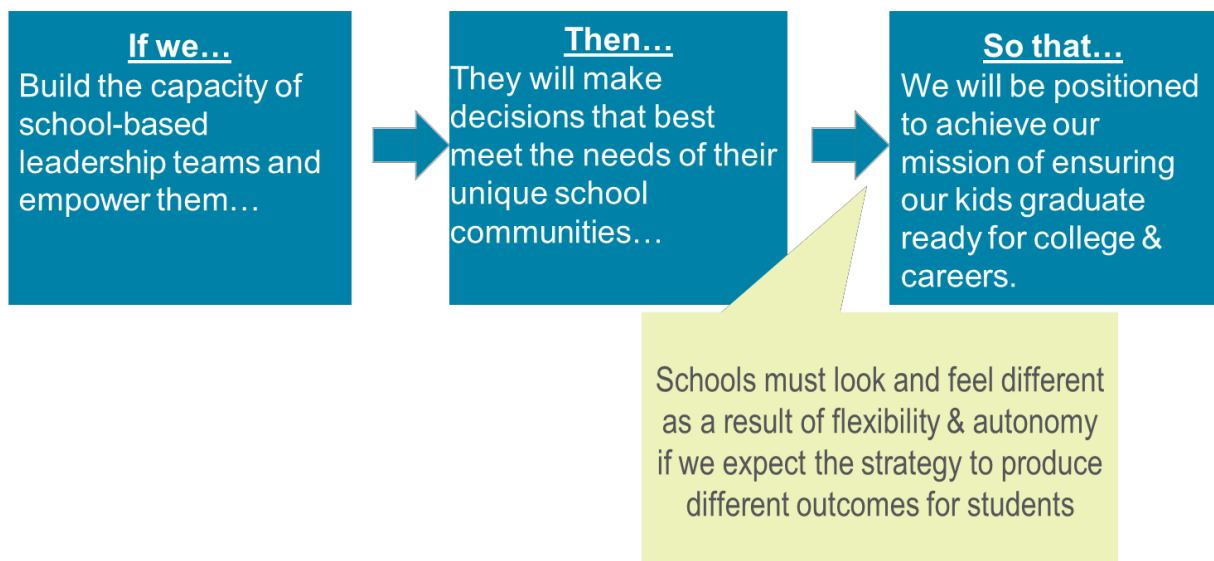 If we…
Build the capacity of
school-based
leadership teams and
empower them…
Then…
They will make
decisions that best
meet the needs of their
unique school
communities…
So that…
We will be positioned
to achieve our
mission of ensuring
our kids graduate
ready for college &
careers.
Schools must look and feel different
as a result of flexibility & autonomy
if we expect the strategy to produce
different outcomes for students